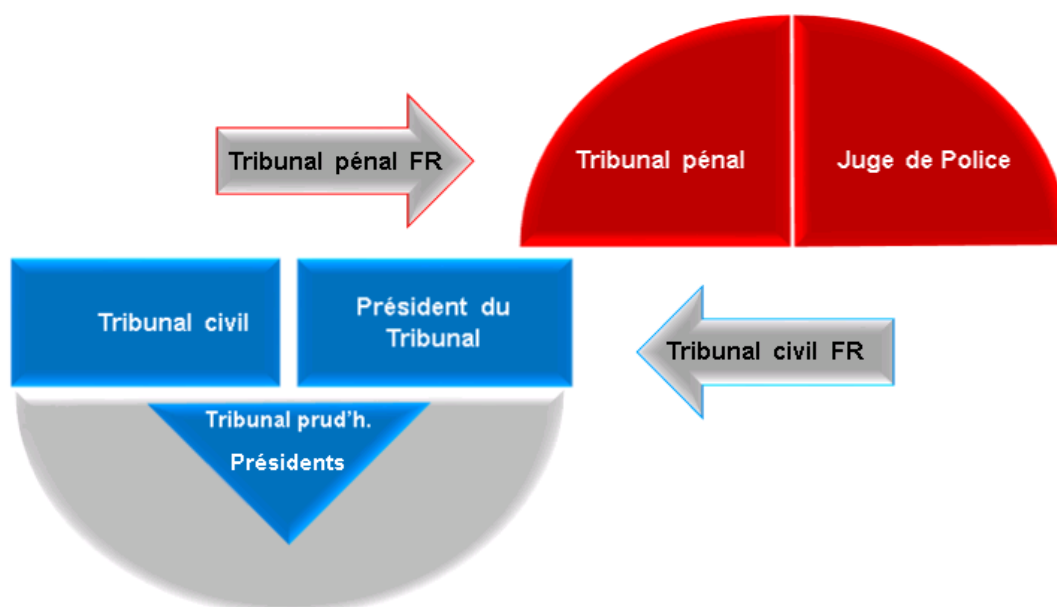 Tribunal pénal FR
Tribunal pénal
Juge de Police
Tribunal civil
Président du
Tribunal
Tribunal civil FR
Tribunal prud'h.
Présidents